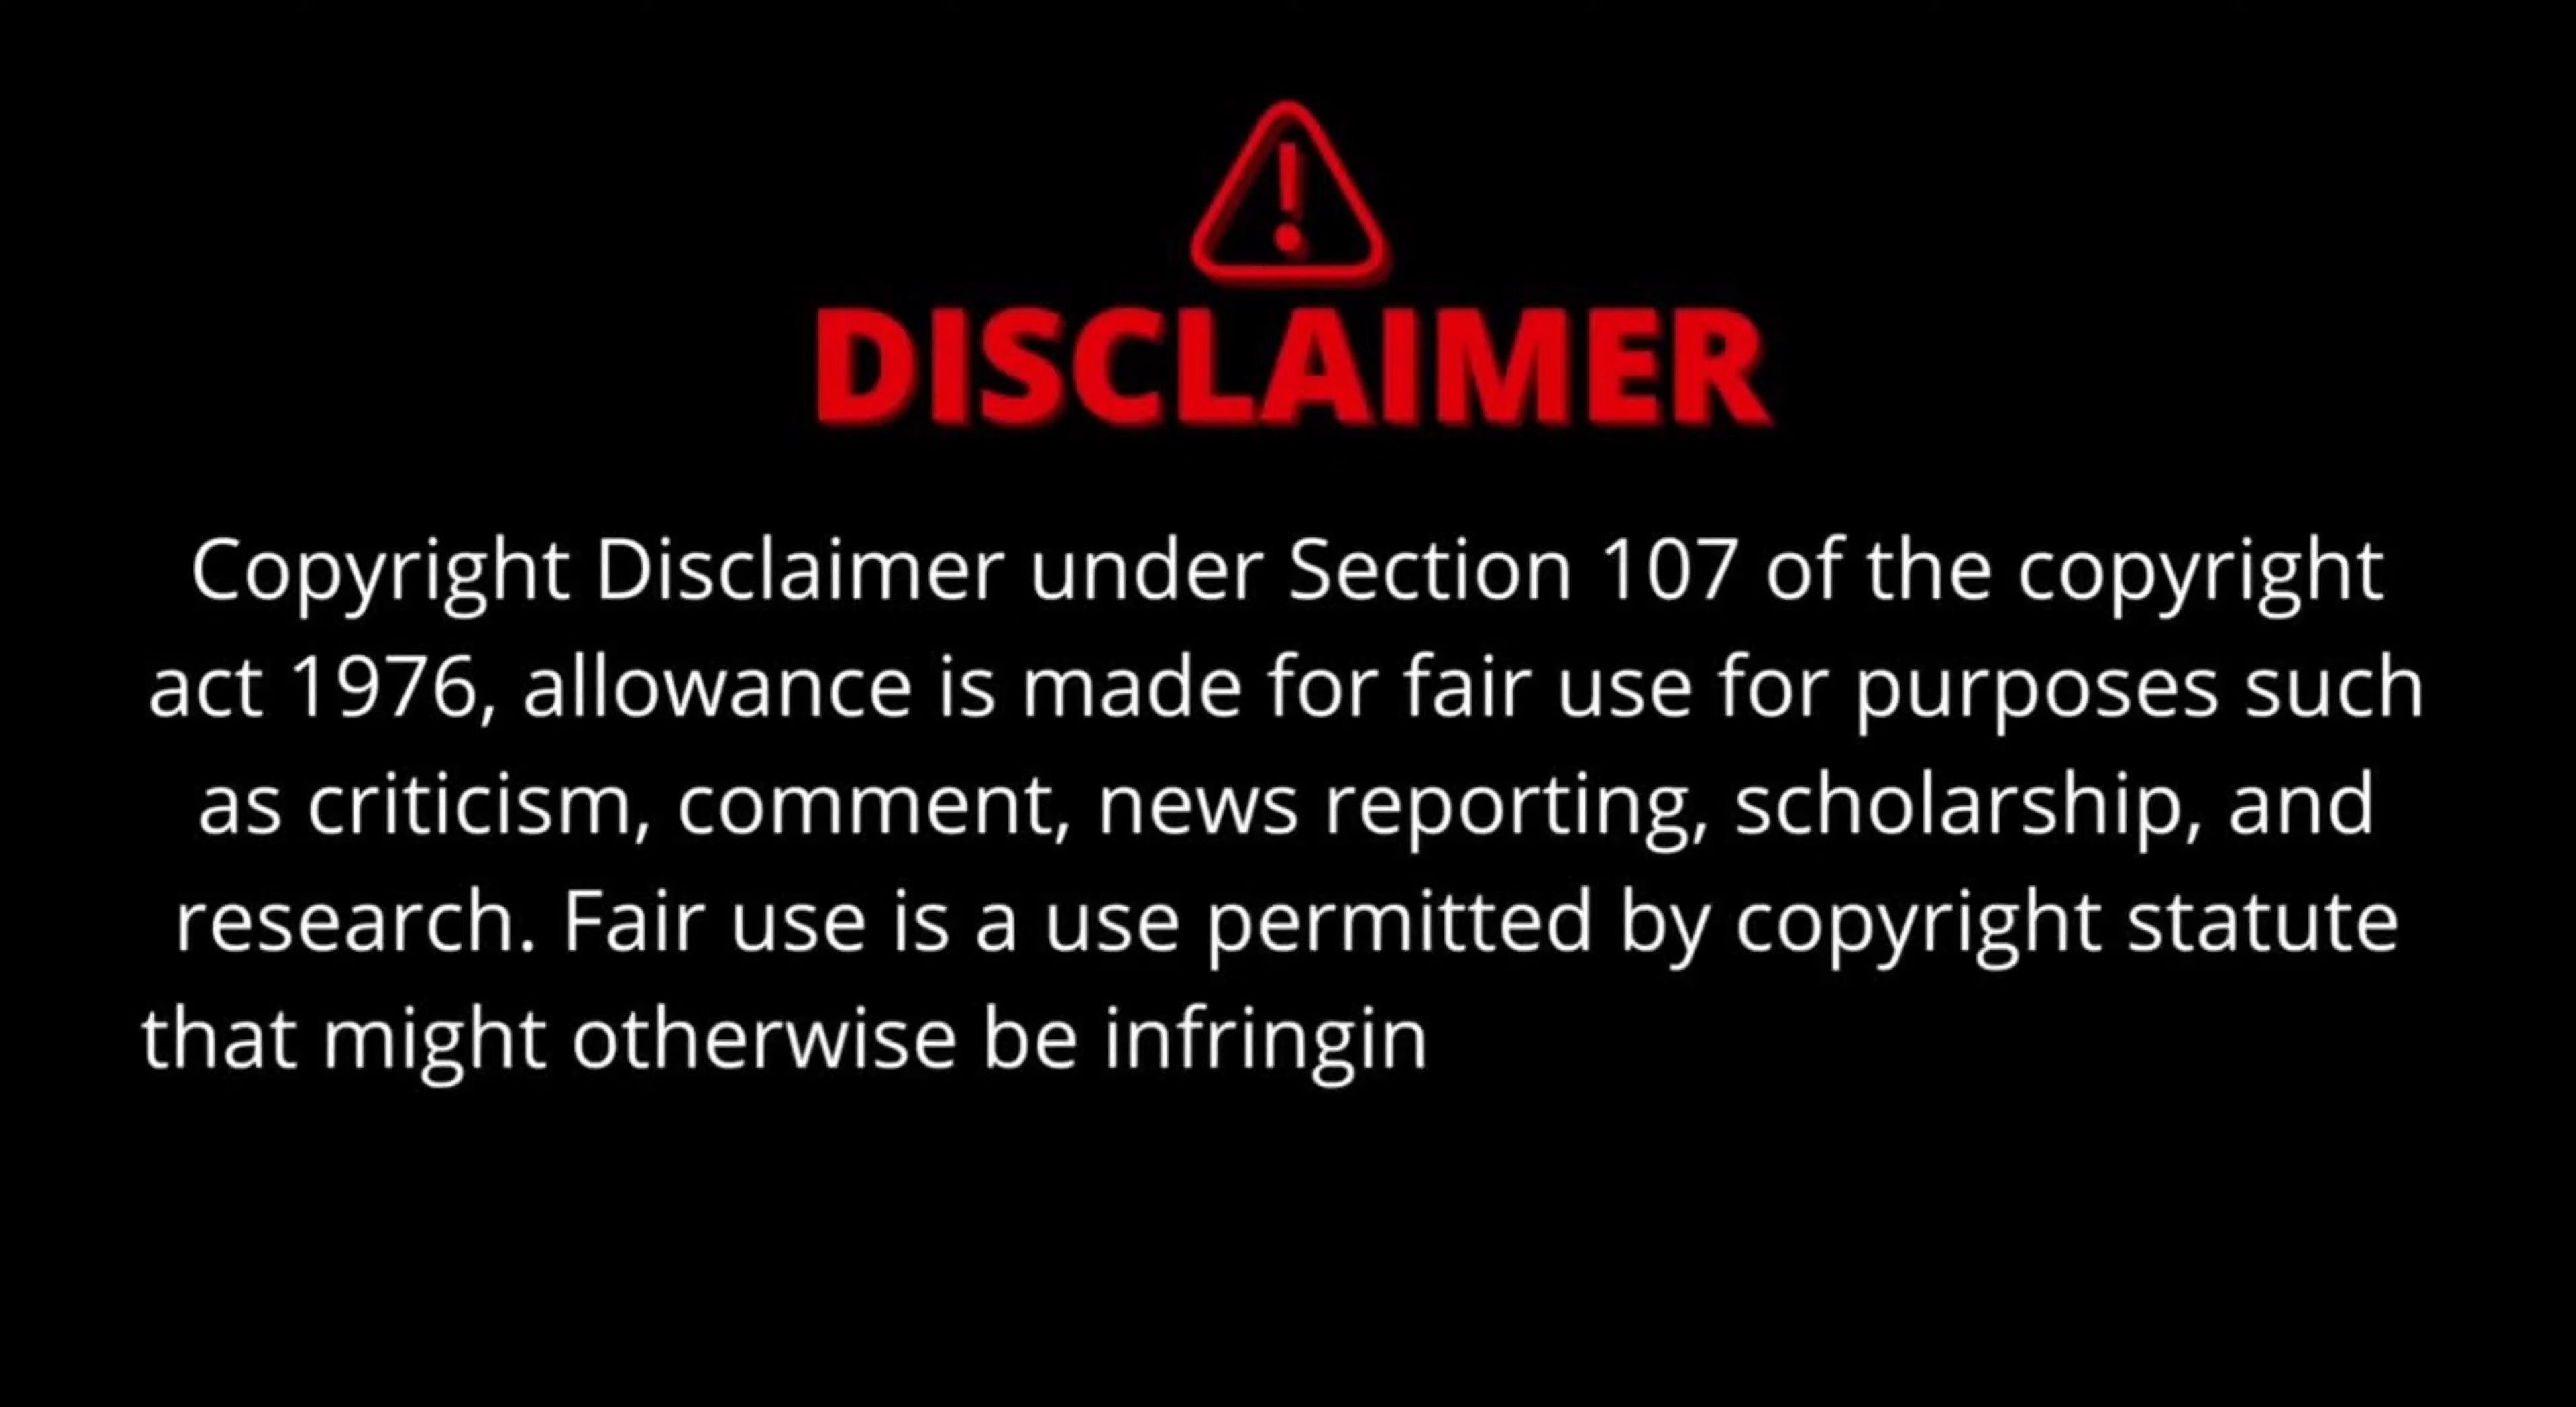 DISCLAIMER
Copyright Disclaimer under Section 107 of the copyright
act 1976, allowance is made for fair use for purposes such
as criticism, comment, news reporting, scholarship, and
research. Fair use is a use permitted by copyright statute
that might otherwise be infringin